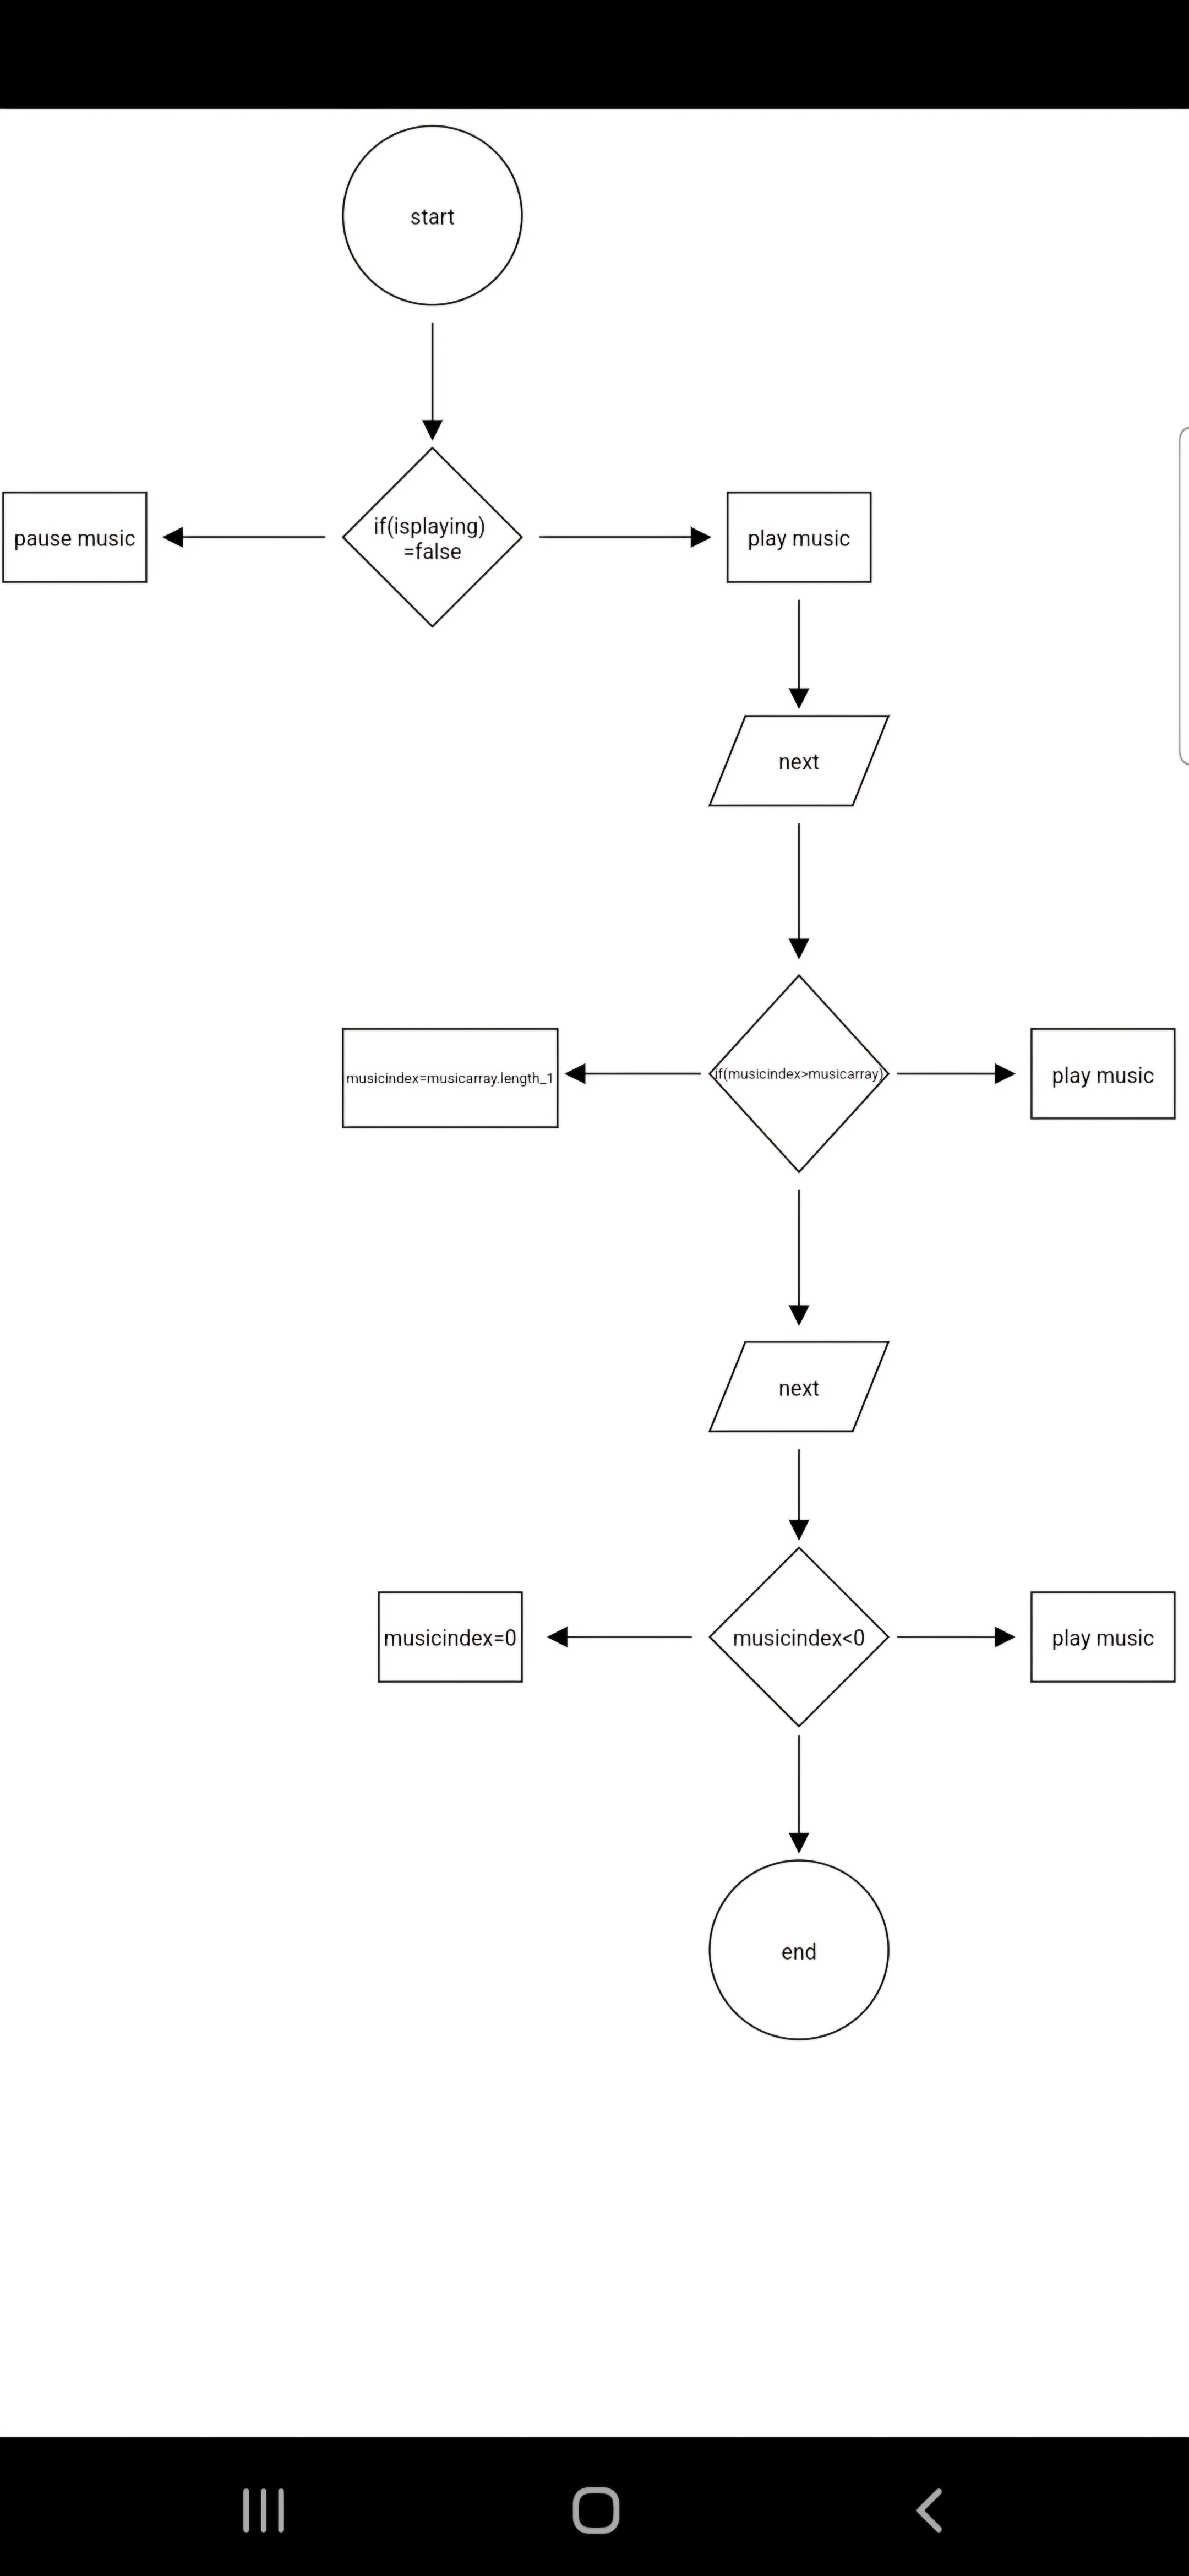 start
if(isplaying)
=false
pause music
play music
next
if(musicindex>musicarray)
musicindex=musicarray.length_1
play music
next
musicindex<0
musicindex=0
play music
end